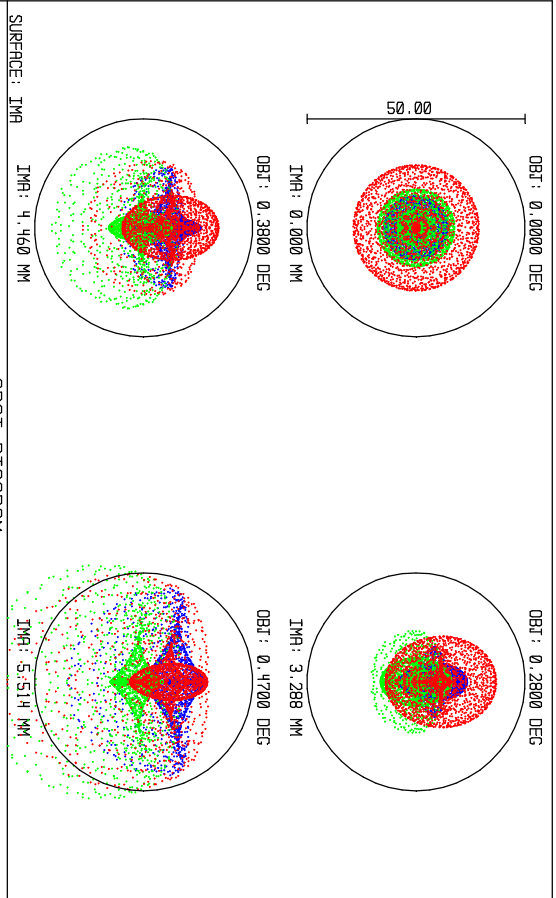 OBJ: 0.0000 DEG
50.00
IMA: 0.000 MM
OBJ: 0.2800 DEG
IMA: 3.288 MM
OBJ: 0.3800 DEG
IMA: 4.460 MM
OBJ: 0.4700 DEG
IMA: 5.514 MM
SURFACE: IMA